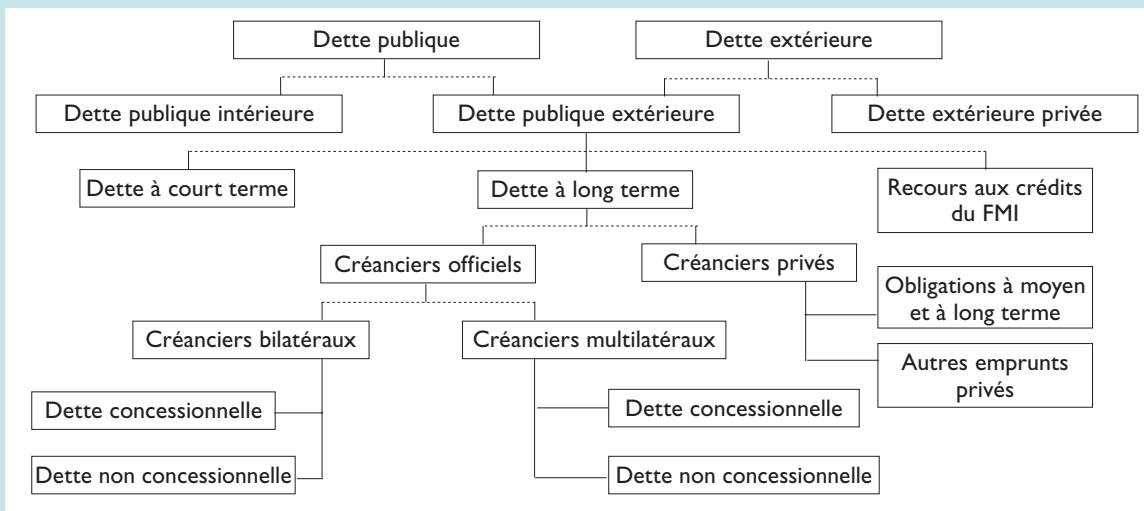 Dette publique
Dette extérieure
Dette publique intérieure
Dette publique extérieure
Dette extérieure privée
Dette à court terme
Dette à long terme
Recours aux crédits
du FMI
Créanciers officiels
Créanciers privés
Obligations à moyen
et à long terme
Créanciers bilatéraux
Créanciers multilatéraux
Autres emprunts
privés
Dette concessionnelle
Dette concessionnelle
Dette non concessionnelle
Dette non concessionnelle